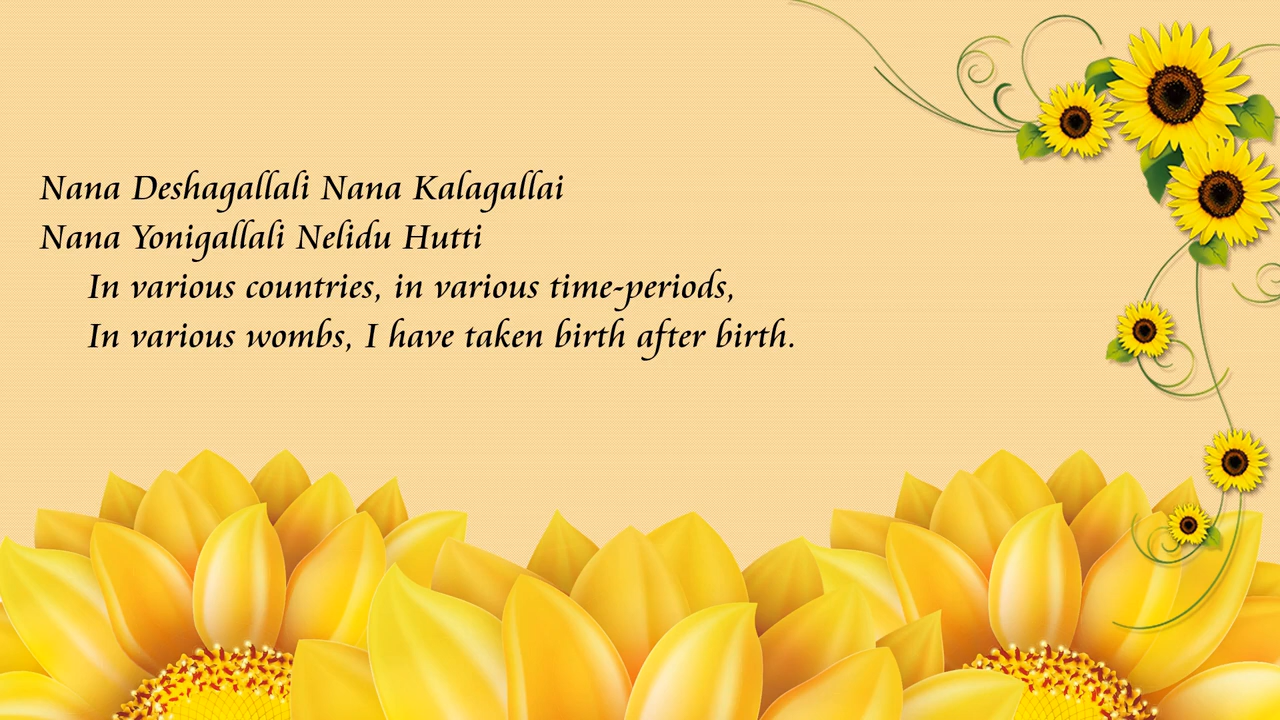 Nana Deshagallali Nana Kalagallai
Nana Yonigallali Nelidu Hutti
In various countries, in various time-periods,
In various wombs, I have taken birth after birth.